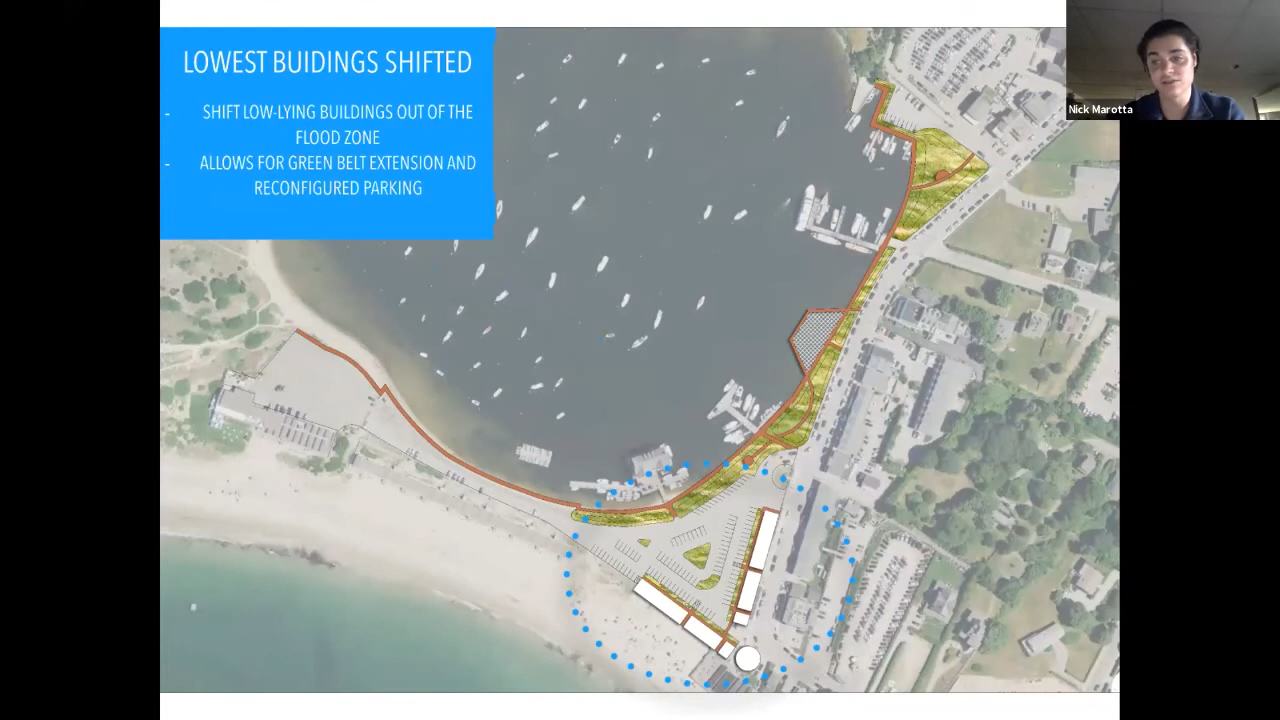 LOWEST BUIDINGS SHIFTED
- SHIFT LOW-LYING BUILDINGS OUT OF THE
FLOOD ZONE
- ALLOWS FOR GREEN BELT EXTENSION AND
RECONFIGURED PARKING
Nick Marotta